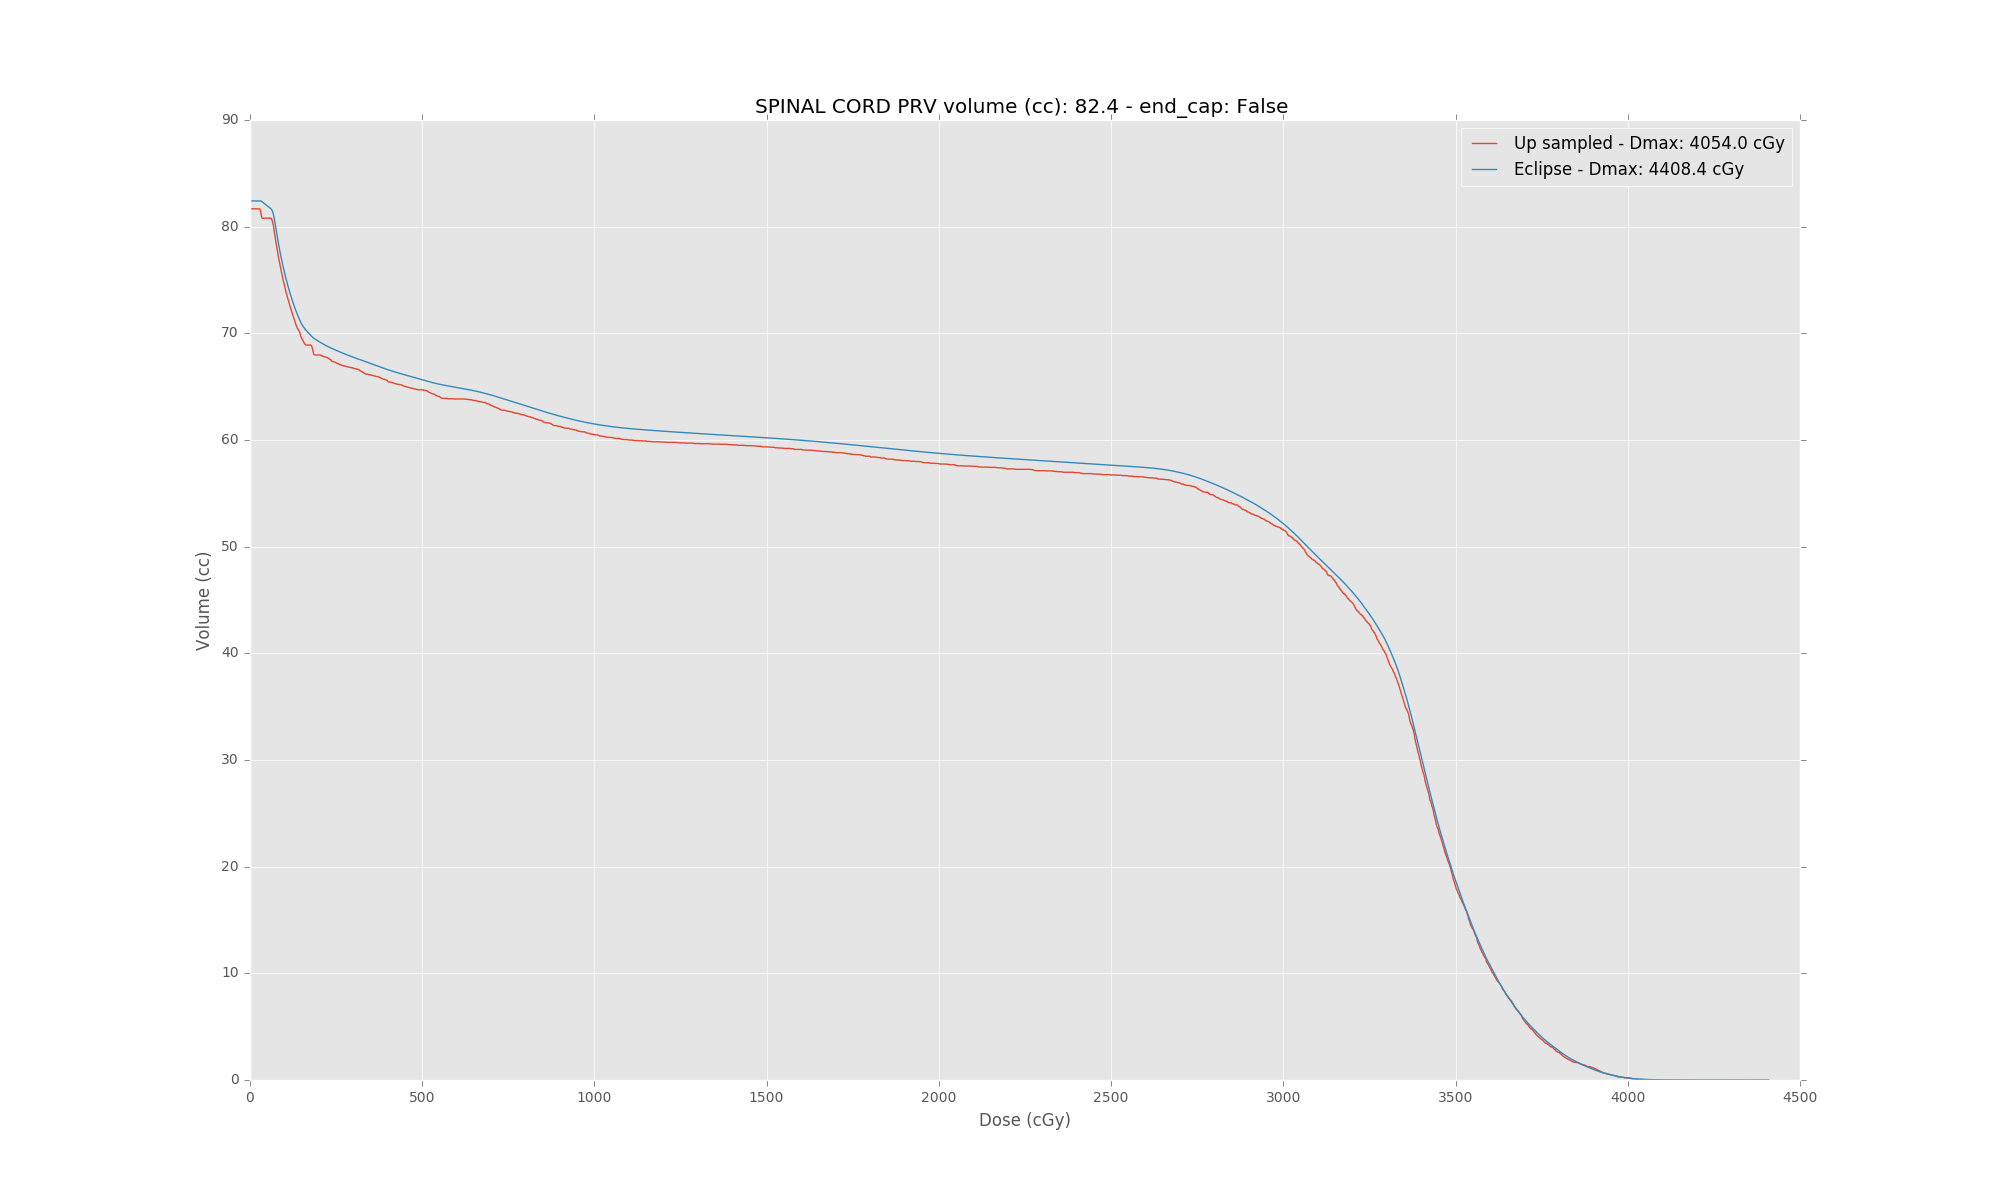 SPINAL CORD PRV volume (cc): 82.4 - end_cap: False
Up sampled - Dmax: 4054.0 cGy
Eclipse - Dmax: 4408.4 cGy
90
80
70
60
50
40
30
20
10
0
Volume (cc)
0 500 1000 1500 2000 2500 3000 3500 4000 4500
Dose (cGy)